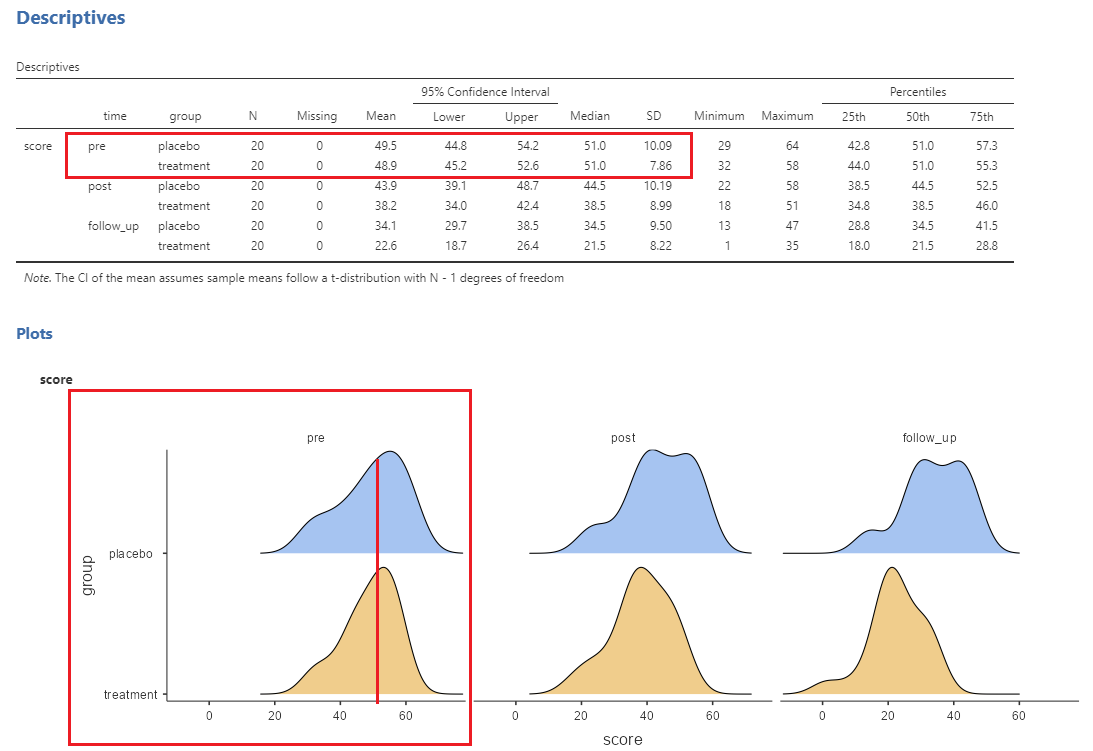 Descriptives
Descriptives
95% Confidence Interval Percentiles
time group N Missing Mean Lower Upper Median SD Minimum Maximum 25th 50th 75th
score pre placebo 20 0 49.5 44.8 54.2 51.0 10.09 29 64 42.8 51.0 57.3
treatment 20 0 48.9 45.2 52.6 51.0 7.86 32 58 44.0 51.0 55.3
post placebo 20 0 43.9 39.1 48.7 44.5 10.19 22 58 38.5 44.5 52.5
treatment 20 0 38.2 34.0 42.4 38.5 8.99 18 51 34.8 38.5 46.0
follow_up placebo 20 0 34.1 29.7 38.5 34.5 9.50 13 47 28.8 34.5 41.5
treatment 20 0 22.6 18.7 26.4 21.5 8.22 1 35 18.0 21.5 28.8
Note. The CI of the mean assumes sample means follow a t-distribution with N - 1 degrees of freedom
Plots
score
pre post follow_up
placebo
group
treatment
0 20 40 60 0 20 40 60 0 20 40 60
score